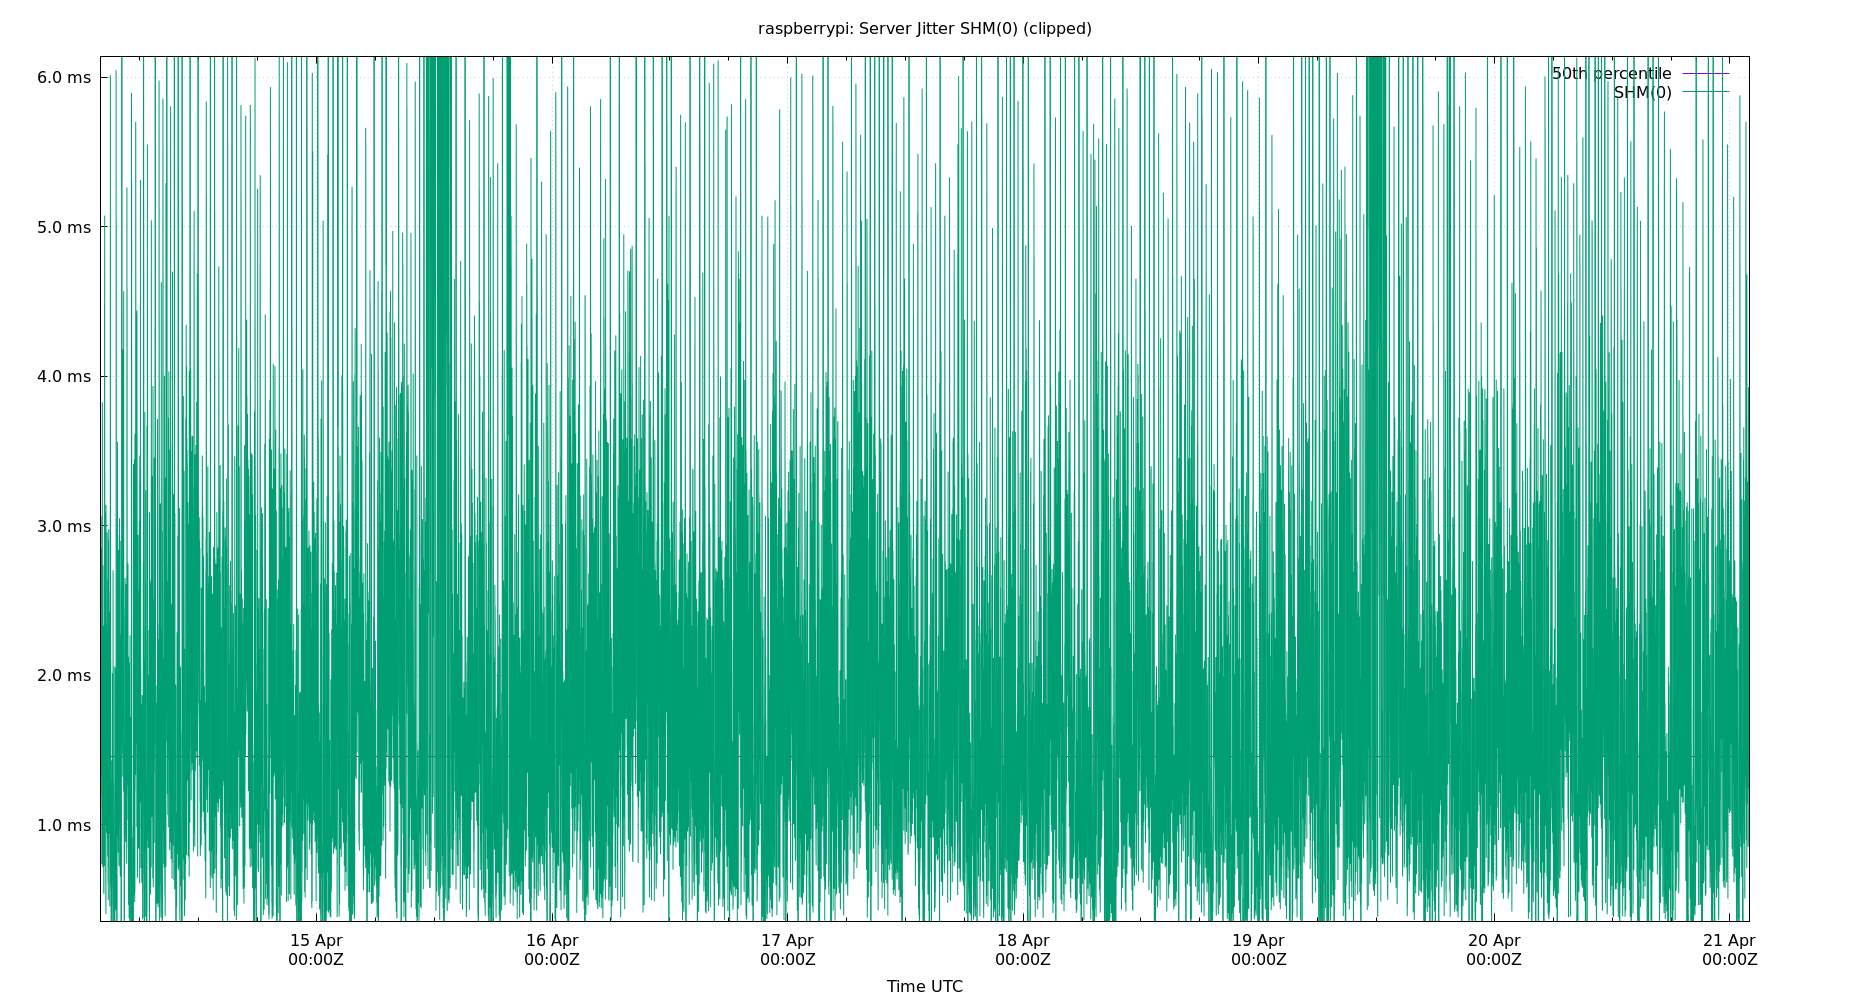 raspberrypi: Server Jitter SHM(0) (clipped)
6.0 ms
50th percentile
SHM(0)
5.0 ms
4.0 ms
3.0 ms
2.0 ms
1.0 ms
15 Apr
00:00Z
16 Apr
00:00Z
17 Apr
00:00Z
18 Apr
00:00Z
19 Apr
00:00Z
20 Apr
00:00Z
21 Apr
00:00Z
Time UTC